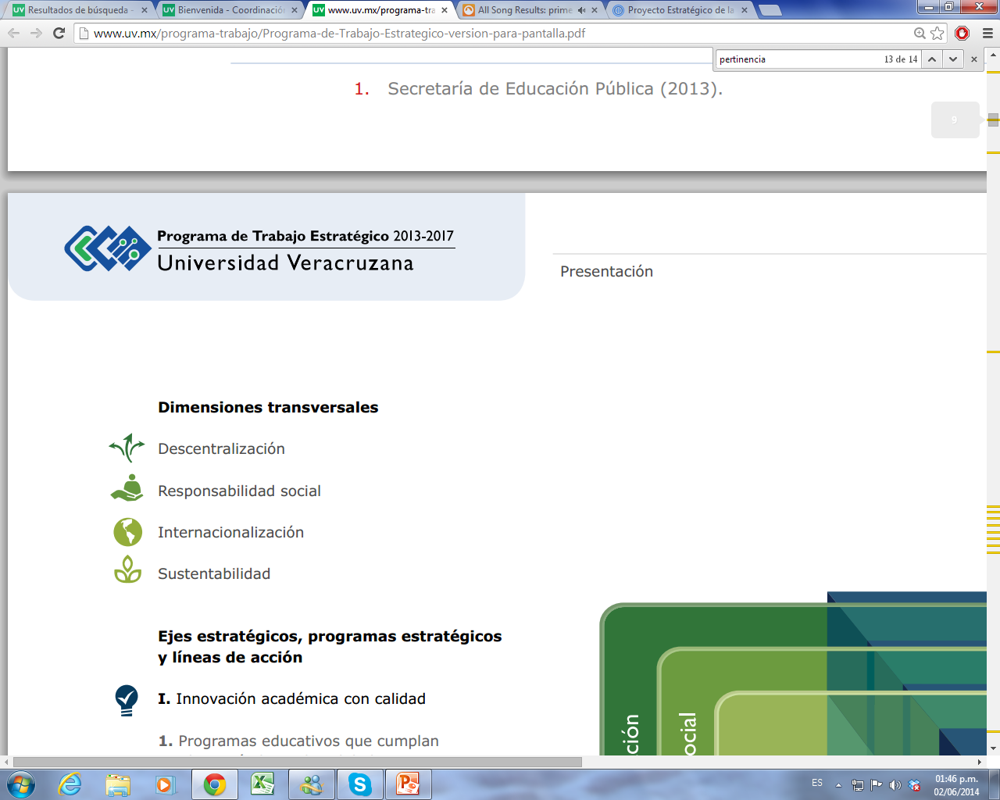 Resultados de búsqueda -
Bienvenida - Coordinació
www.uv.mx/programa-tra
All Song Results: prime
Proyecto Estratégico de la
www.uv.mx/programa-trabajo/Programa-de-Trabajo-Estrategico-version-para-pantalla.pdf
pertinencia 13 de 14
1. Secretaría de Educación Pública (2013).
9
Programa de Trabajo Estratégico 2013-2017
Universidad Veracruzana
Presentación
Dimensiones transversales
Descentralización
Responsabilidad social
Internacionalización
Sustentabilidad
Ejes estratégicos, programas estratégicos
y líneas de acción
I. Innovación académica con calidad
1. Programas educativos que cumplan
ción
ocial
ES
01:46 p.m.
02/06/2014